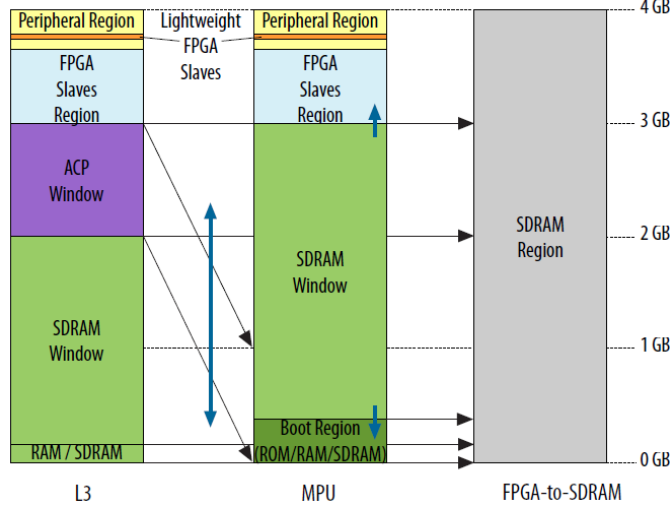 Peripheral Region
Lightweight
FPGA
Slaves
Peripheral Region
4 GB
FPGA
Slaves
Region
FPGA
Slaves
Region
3 GB
ACP
Window
SDRAM
Window
SDRAM
Region
2 GB
SDRAM
Window
1 GB
RAM / SDRAM
Boot Region
(ROM/RAM/SDRAM)
0 GB
L3
MPU
FPGA-to-SDRAM